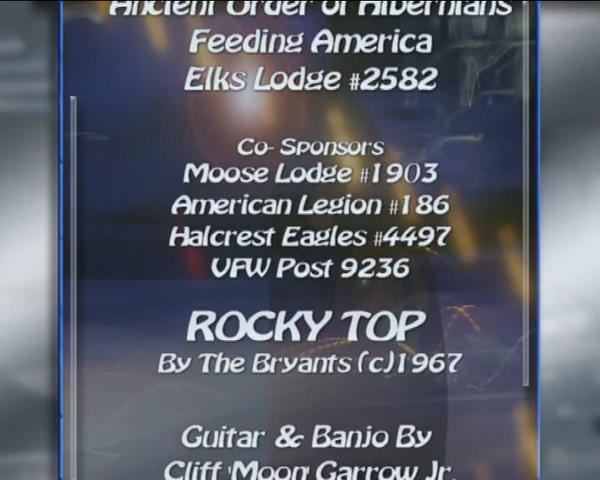 Ancient Order of Hibernians
Feeding America
Elks Lodge #2582
Co- Sponsors
Moose Lodge #1903
American Legion #186
Halcrest Eagles #4497
VFW Post 9236
ROCKY TOP
By The Bryants (c)1967
Guitar & Banjo By
Cliff 'Moon Garrow Jr.